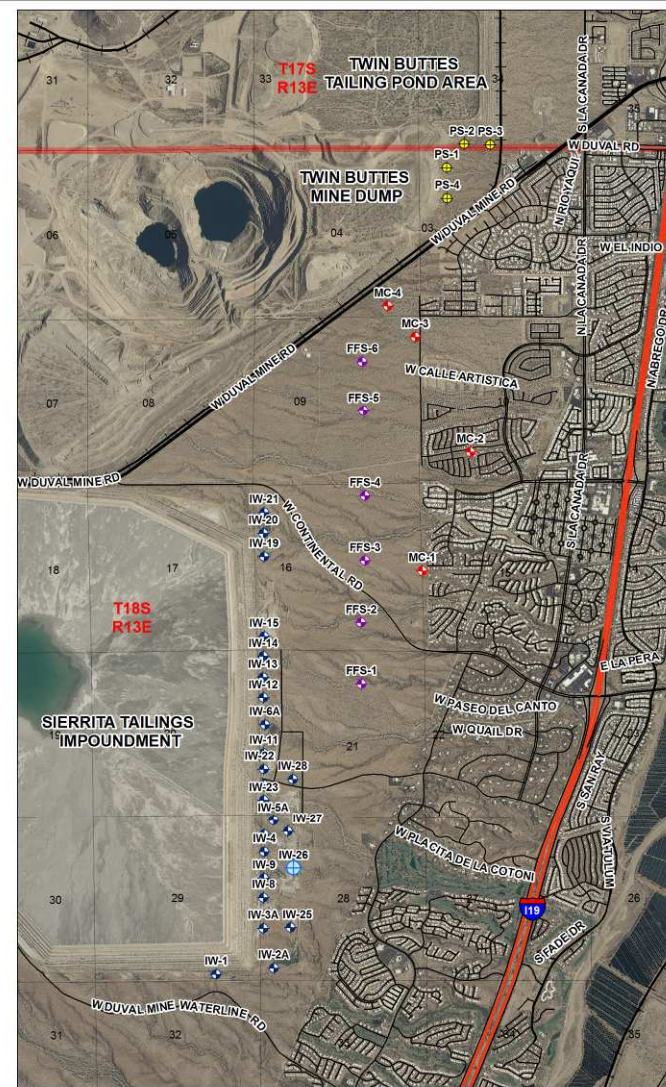 T17S
R13E
TWIN BUTTES
TAILING POND AREA
31
32
33
34
35
S LA CANADA DR
PS-2
PS-3
W DUVAL RD
PS-1
PS-4
TWIN BUTTES
MINE DUMP
N RIO YAQUI
W DUVAL MINE RD
06
05
04
03
W EL INDIO
N LA CANADA DR
N ABREGO DR
MC-4
MC-3
FFS-6
W CALLE ARTISTICA
W DUVAL MINE RD
07
08
09
FFS-5
MC-2
S LA CANADA DR
W DUVAL MINE RD
FFS-4
IW-21
IW-20
IW-19
W CONTINENTAL RD
18
17
16
FFS-3
MC-1
15
14
T18S
R13E
FFS-2
IW-15
IW-14
IW-13
E LA PERA
FFS-1
IW-12
W PASEO DEL CANTO
IW-6A
SIERRITA TAILINGS
IMPOUNDMENT
19
20
IW-11
21
22
W QUAIL DR
23
IW-22
IW-28
S SAN RAY
IW-23
IW-5A
IW-27
S VIA TULUM
IW-4
W PLACITA DE LA COTONI
IW-26
IW-9
IW-8
30
29
28
26
I19
IW-3A
IW-25
S FADE DR
IW-1
IW-2A
W DUVAL MINE WATERLINE RD
31
32
33
34
35